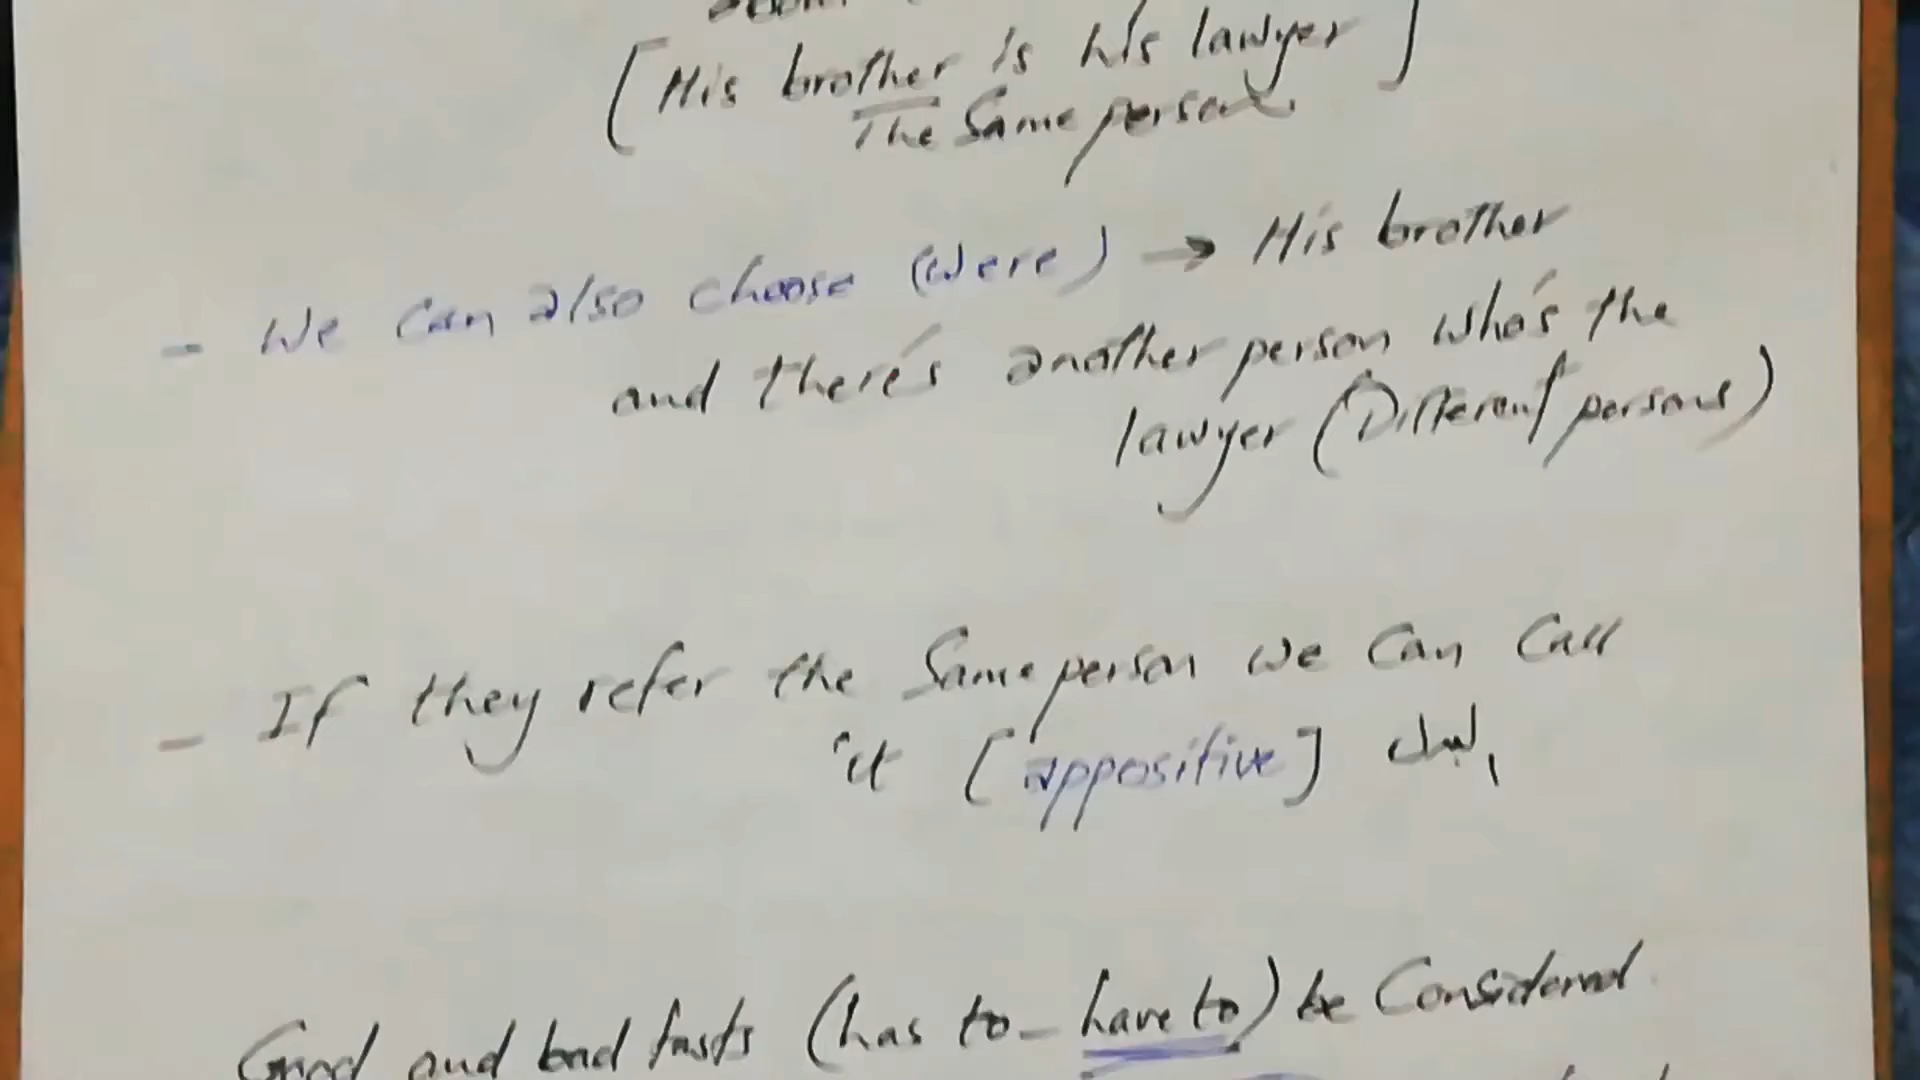 [His brother is his lawyer]
The Same person
- We can also choose (were) → His brother
and there's another person who's the
lawyer (Different persons)
- If they refer the Same person we can call
it [appositive] البدل
Good and bad tasts (has to - have to) be Considered.